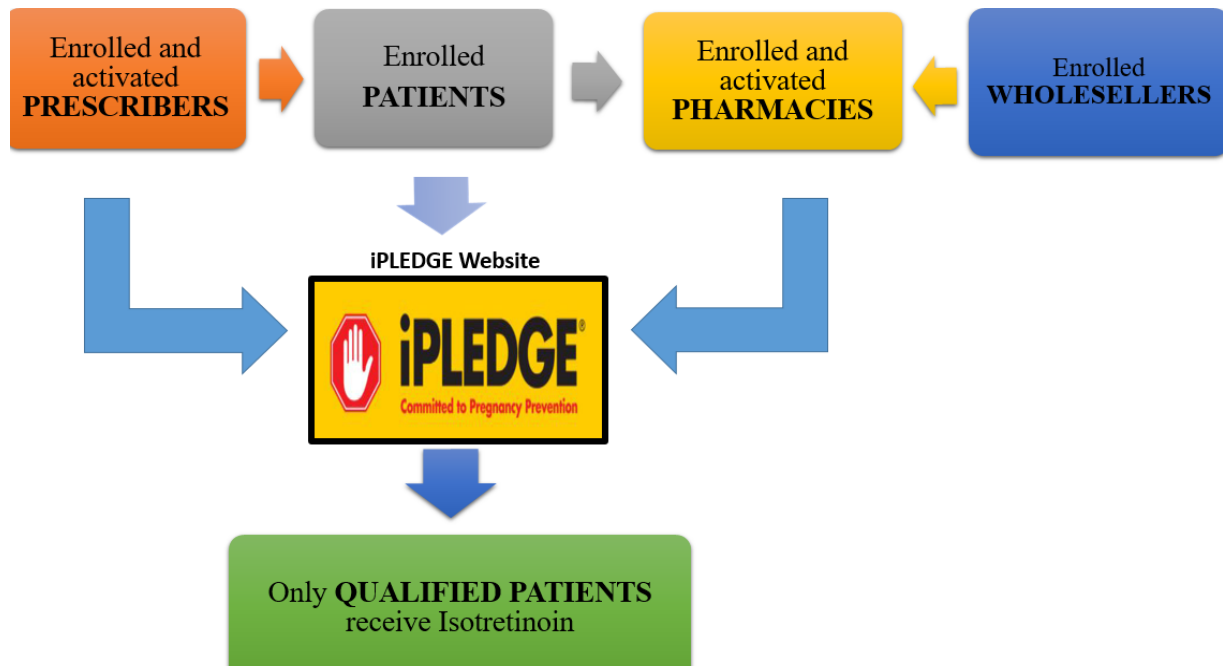 Enrolled and
activated
PRESCRIBERS
Enrolled
PATIENTS
Enrolled and
activated
PHARMACIES
Enrolled
WHOLESELLERS
iPLEDGE Website
iPLEDGE®
Committed to Pregnancy Prevention
Only QUALIFIED PATIENTS
receive Isotretinoin